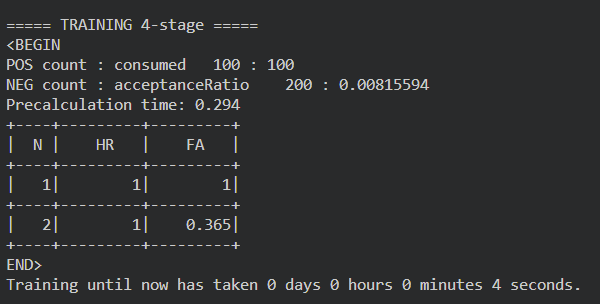 ===== TRAINING 4-stage =====
<BEGIN
POS count : consumed   100 : 100
NEG count : acceptanceRatio    200 : 0.00815594
Precalculation time: 0.294
+----+---------+---------+
|  N |    HR   |    FA   |
+----+---------+---------+
|   1|        1|        1|
+----+---------+---------+
|   2|        1|    0.365|
+----+---------+---------+
END>
Training until now has taken 0 days 0 hours 0 minutes 4 seconds.